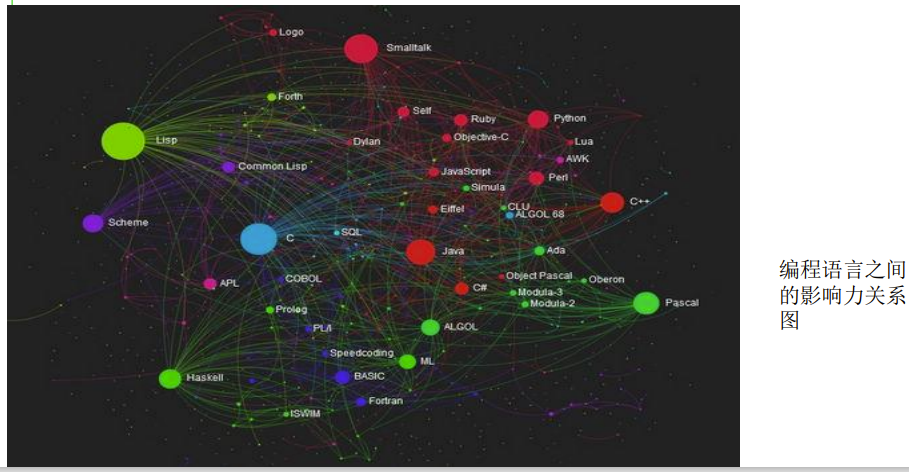 Logo
Smalltalk
Forth
Self
Ruby
Python
Lisp
Dylan
Objective-C
Lua
Common Lisp
AWK
JavaScript
Perl
Simula
Scheme
Eiffel
CLU
ALGOL 68
C++
C
SQL
Java
Ada
APL
COBOL
C#
Object Pascal
Oberon
Modula-3
Modula-2
Pascal
Prolog
PL/I
ALGOL
Speedcoding
ML
Haskell
BASIC
Fortran
ISWIM
编程语言之间
的影响力关系
图